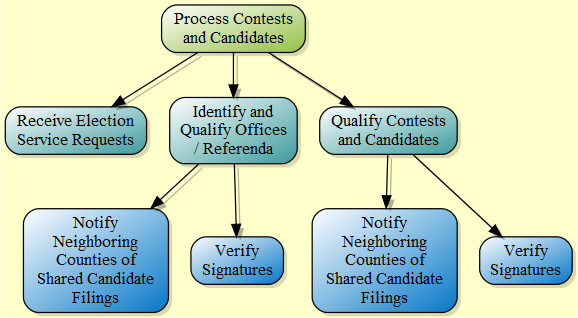 Process Contests
and Candidates
Receive Election
Service Requests
Identify and
Qualify Offices
/ Referenda
Qualify Contests
and Candidates
Notify
Neighboring
Counties of
Shared Candidate
Filings
Verify
Signatures
Notify
Neighboring
Counties of
Shared Candidate
Filings
Verify
Signatures